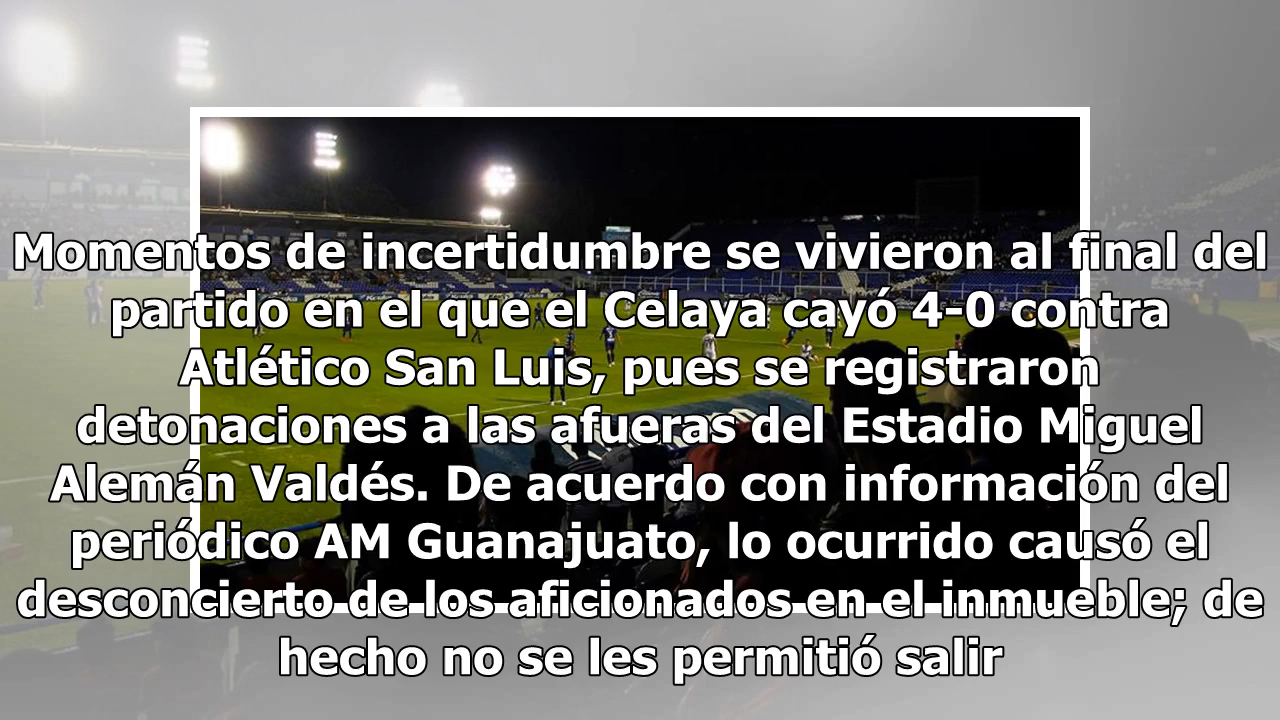 Momentos de incertidumbre se vivieron al final del
partido en el que el Celaya cayó 4-0 contra
Atlético San Luis, pues se registraron
detonaciones a las afueras del Estadio Miguel
Alemán Valdés. De acuerdo con información del
periódico AM Guanajuato, lo ocurrido causó el
desconcierto de los aficionados en el inmueble; de
hecho no se les permitió salir